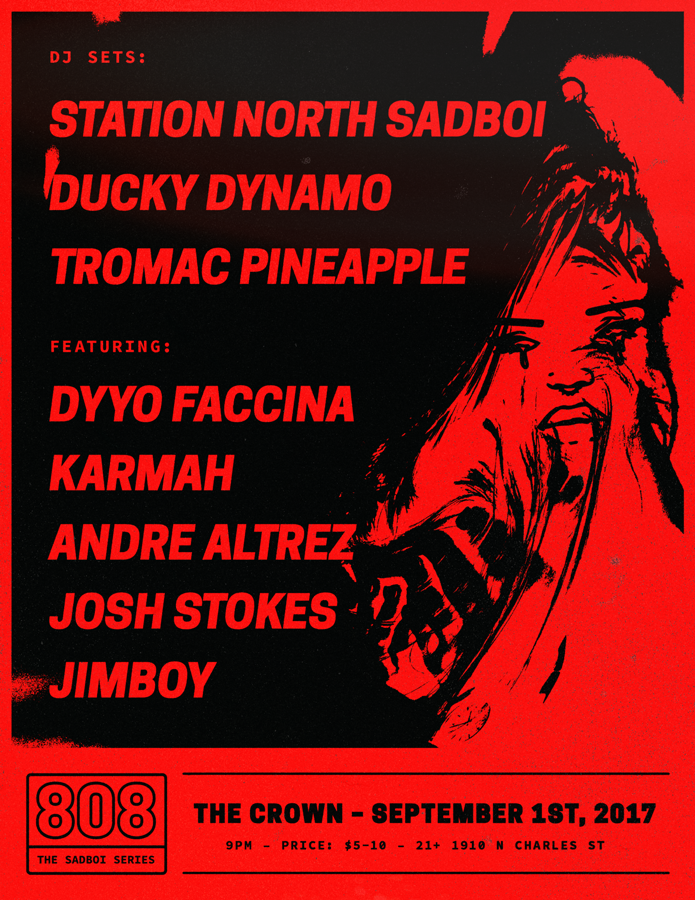 DJ SETS:
STATION NORTH SADBOI
DUCKY DYNAMO
TROMAC PINEAPPLE
FEATURING:
DYYO FACCINA
KARMAH
ANDRE ALTREZ
JOSH STOKES
JIMBOY
808
THE SADBOI SERIES
THE CROWN – SEPTEMBER 1ST, 2017
9PM – PRICE: $5-10 – 21+ 1910 N CHARLES ST